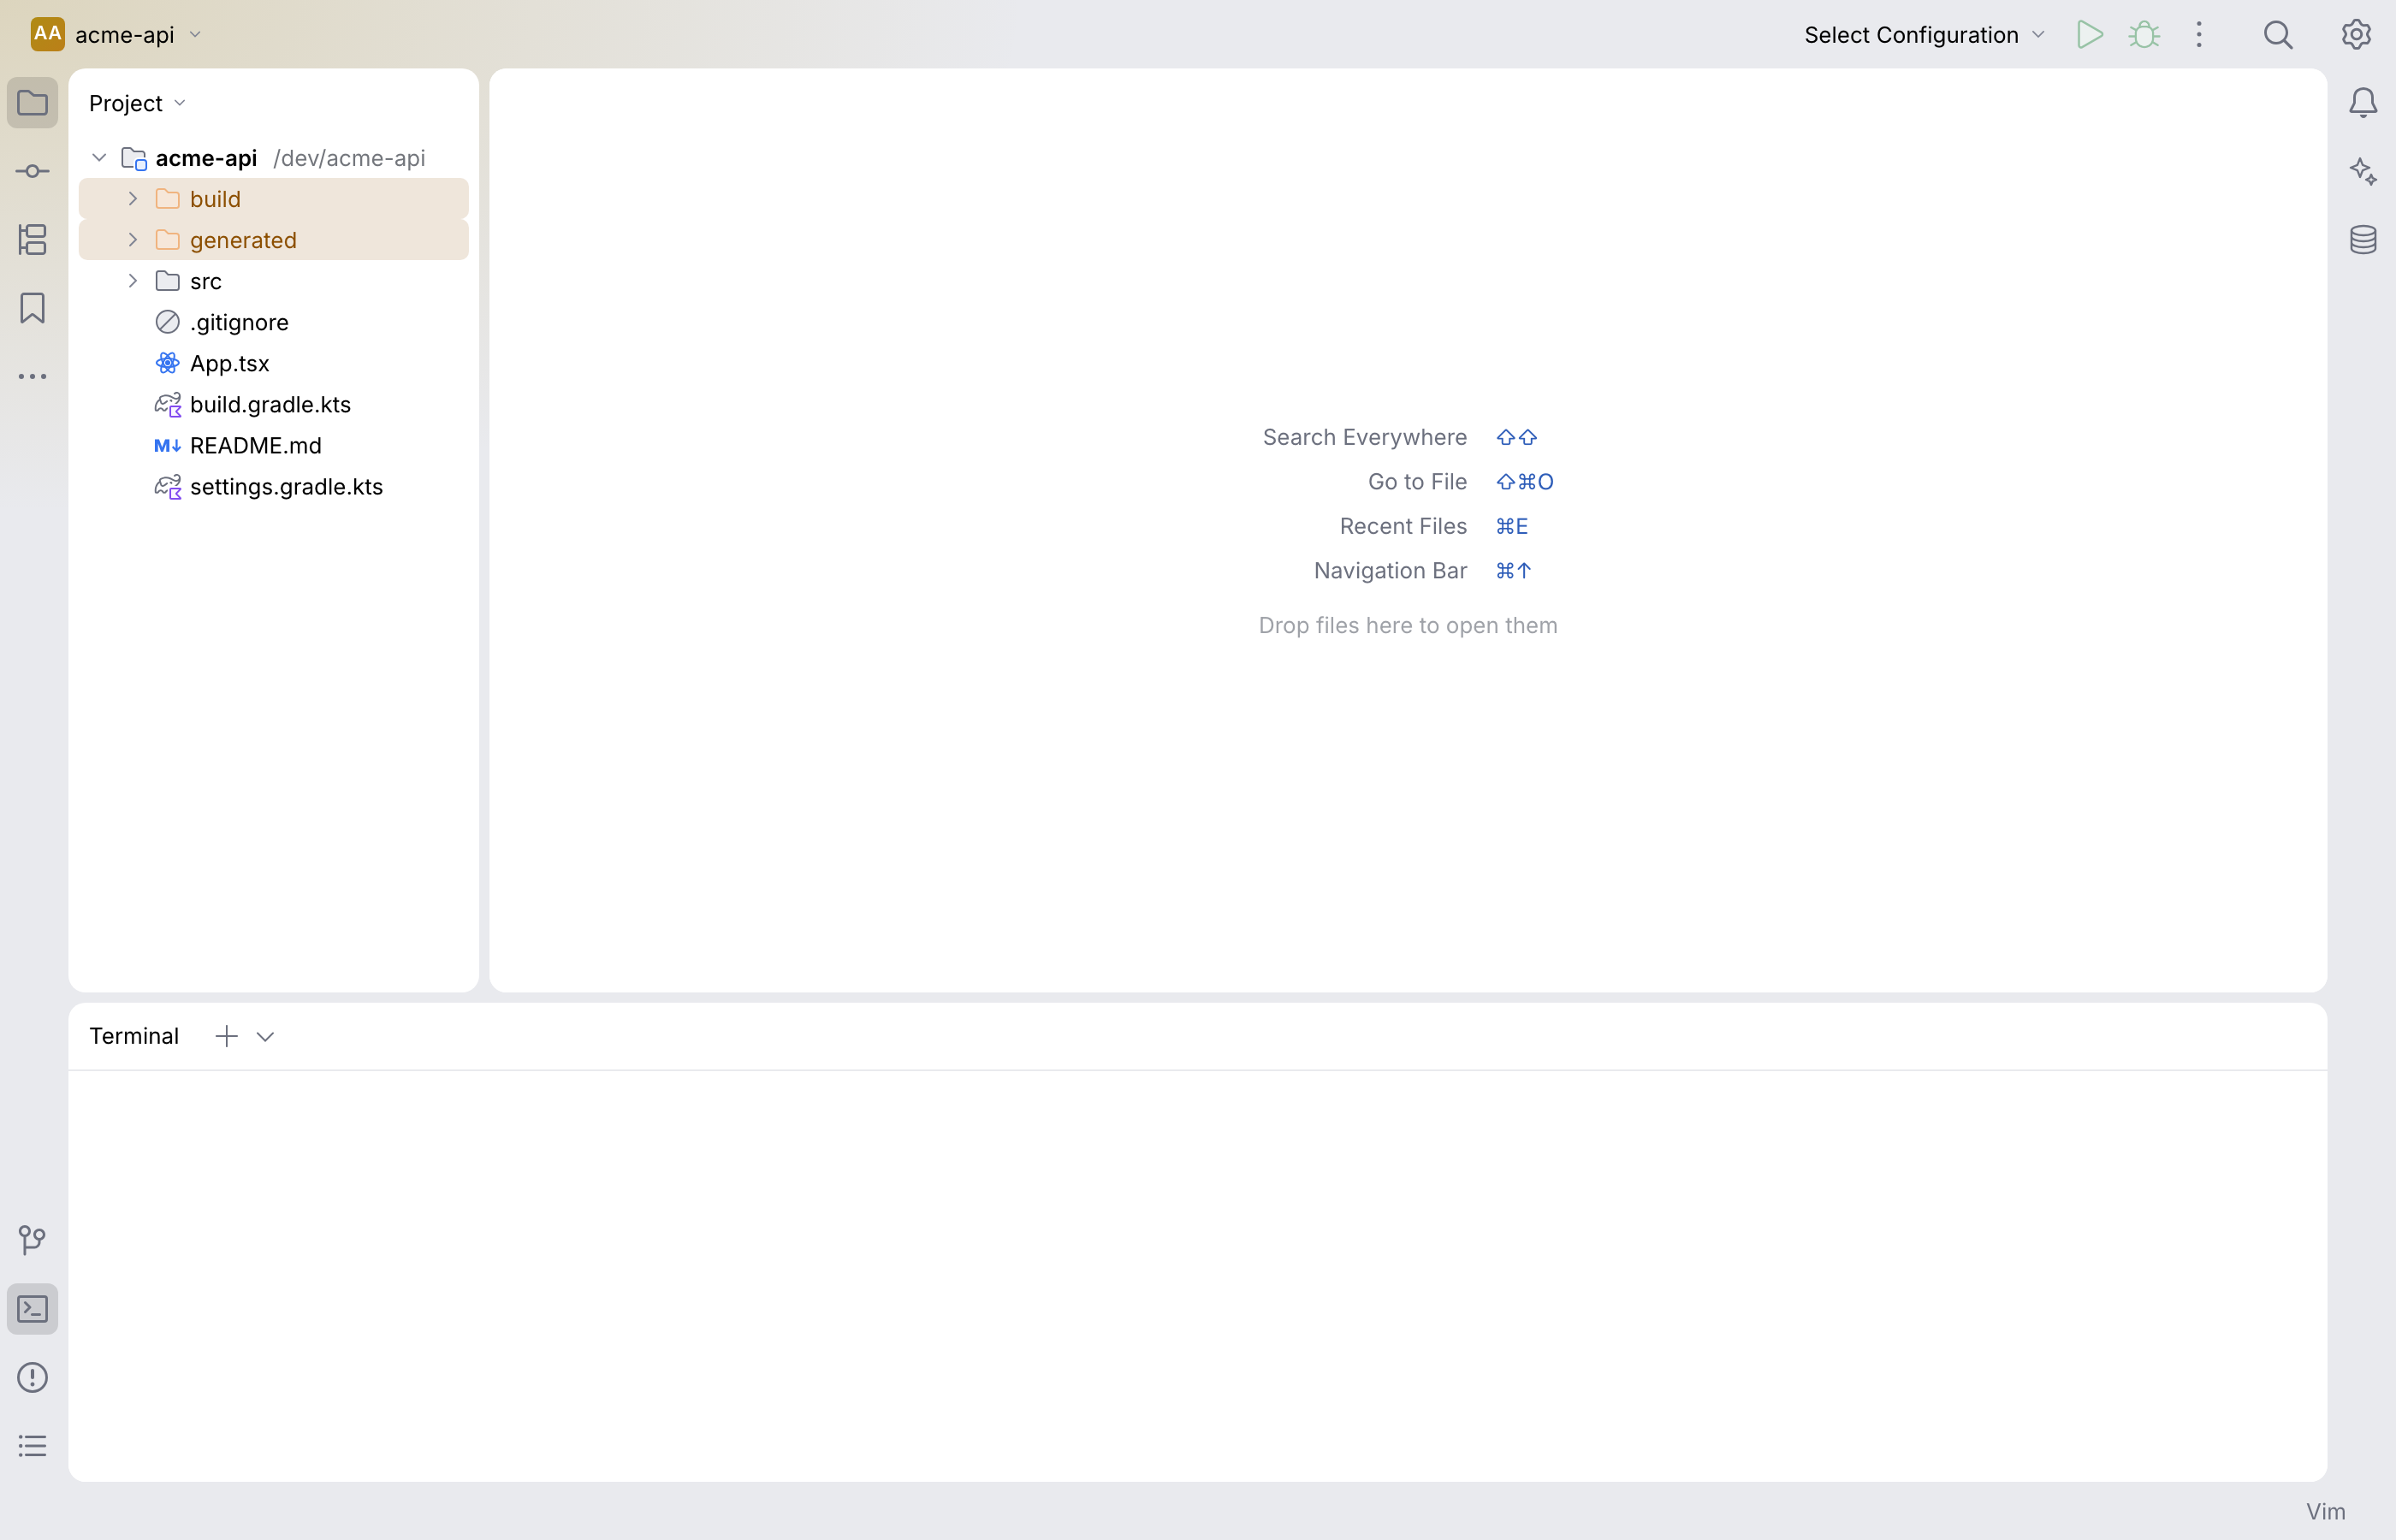 AA acme-api Select Configuration
Project
acme-api /dev/acme-api
build
generated
src
.gitignore
App.tsx
build.gradle.kts
M↓ README.md
settings.gradle.kts
Search Everywhere ⇧⇧
Go to File ⇧⌘O
Recent Files ⌘E
Navigation Bar ⌘↑
Drop files here to open them
Terminal
Vim